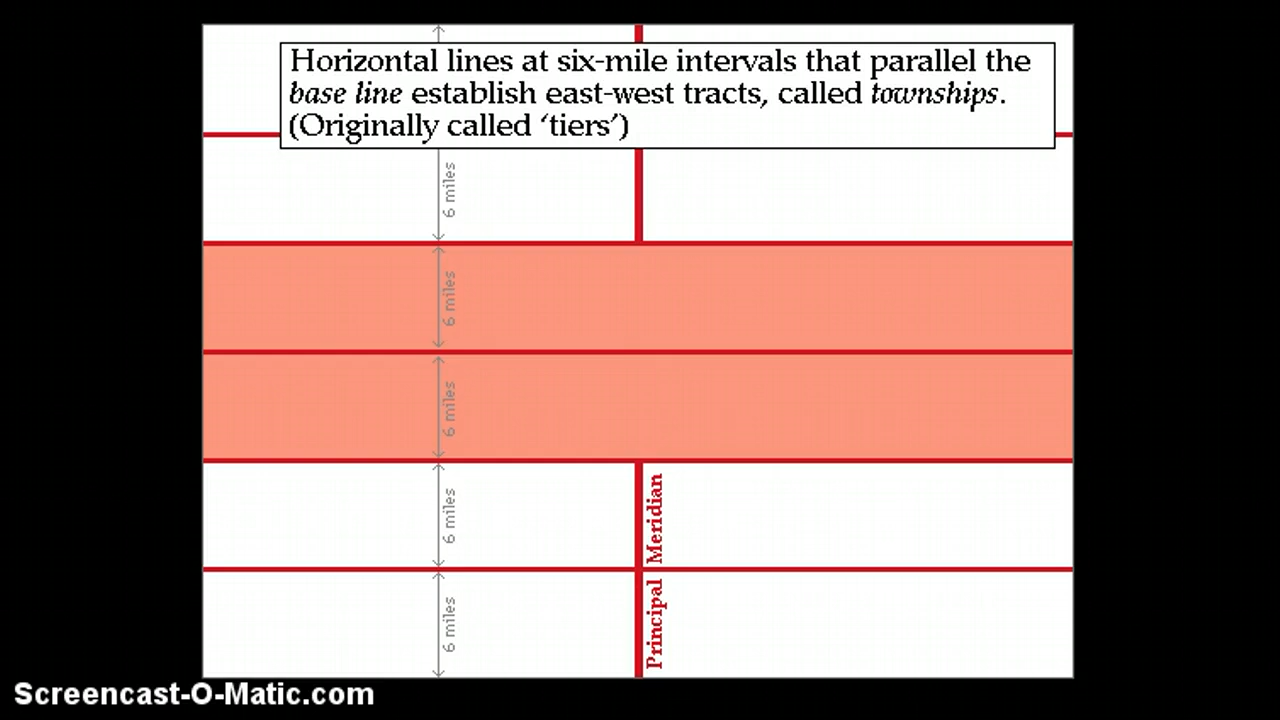 Horizontal lines at six-mile intervals that parallel the
base line establish east-west tracts, called townships.
(Originally called ‘tiers’)
6 miles
6 miles
6 miles
6 miles
6 miles
Principal Meridian
Screencast-O-Matic.com